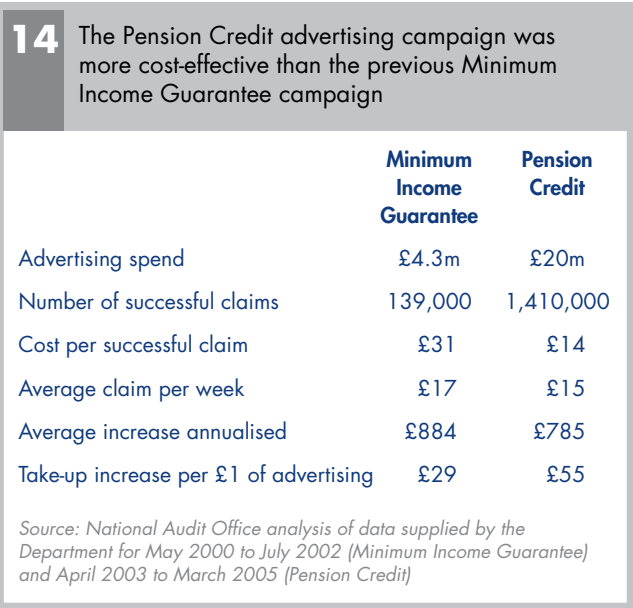 14 The Pension Credit advertising campaign was
more cost-effective than the previous Minimum
Income Guarantee campaign
Minimum Income Guarantee Pension Credit
Advertising spend £4.3m £20m
Number of successful claims 139,000 1,410,000
Cost per successful claim £31 £14
Average claim per week £17 £15
Average increase annualised £884 £785
Take-up increase per £1 of advertising £29 £55
Source: National Audit Office analysis of data supplied by the
Department for May 2000 to July 2002 (Minimum Income Guarantee)
and April 2003 to March 2005 (Pension Credit)